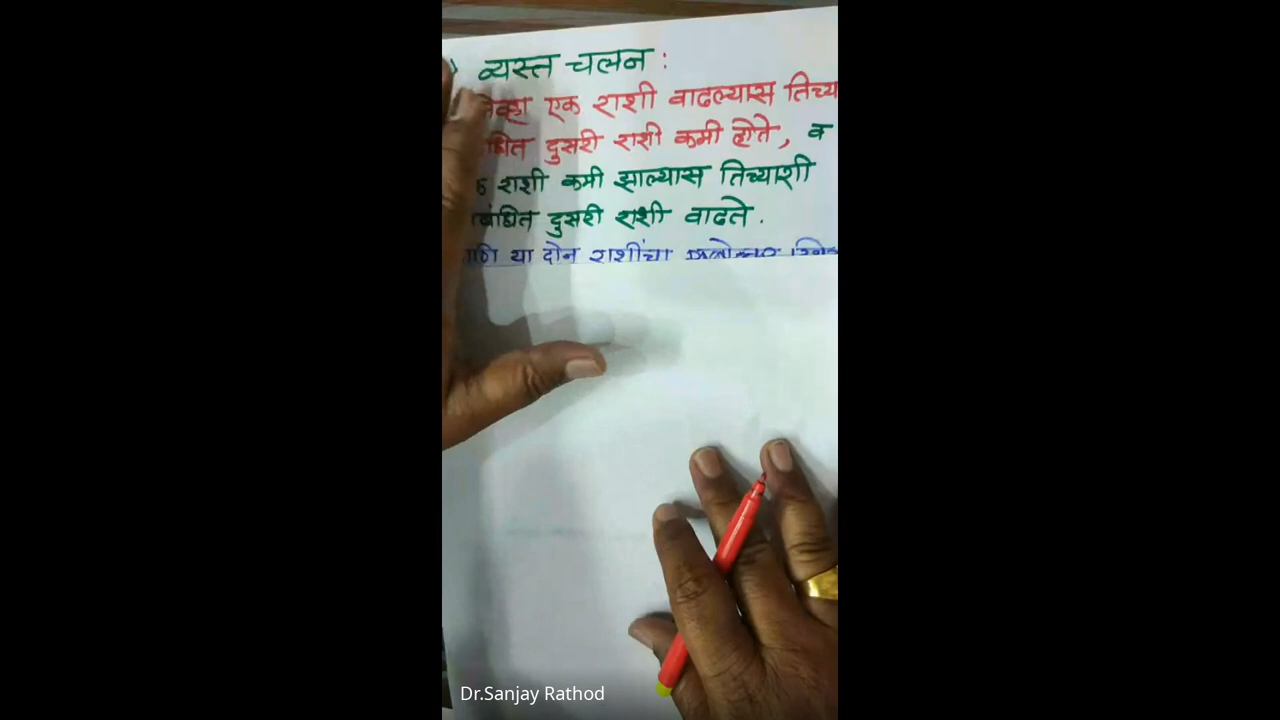 व्यस्त चलन :
एक राशी वाढल्यास तिच्य
दुसरी राशी कमी होते, व
राशी कमी झाल्यास तिच्याशी
दुसरी राशी वाढते .
या दोन राशींचा
Dr.Sanjay Rathod